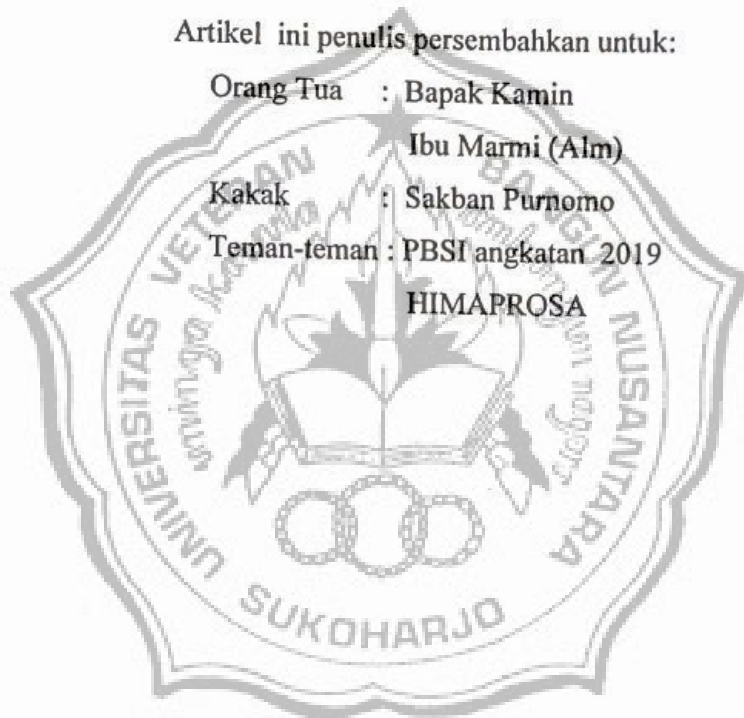 Artikel ini penulis persembahkan untuk:
Orang Tua : Bapak Kamin
Ibu Marmi (Alm)
Kakak : Sakban Purnomo
Teman-teman : PBSI angkatan 2019
HIMAPROSA
UNIVERSITAS VETERAN BANGUN NUSANTARA
SUKOHARJO